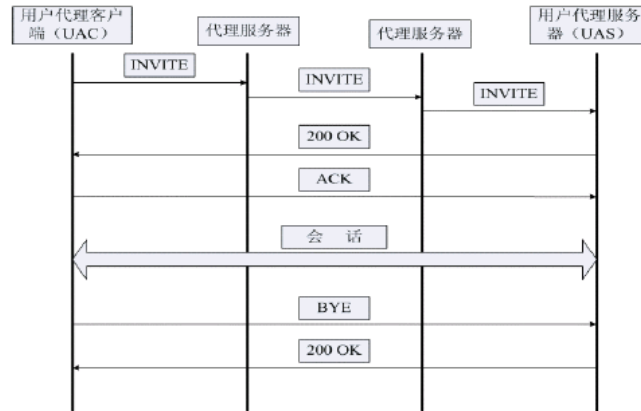 用户代理客户
端（UAC）
代理服务器
代理服务器
用户代理服务
器（UAS）
INVITE
INVITE
INVITE
200 OK
ACK
会 话
BYE
200 OK